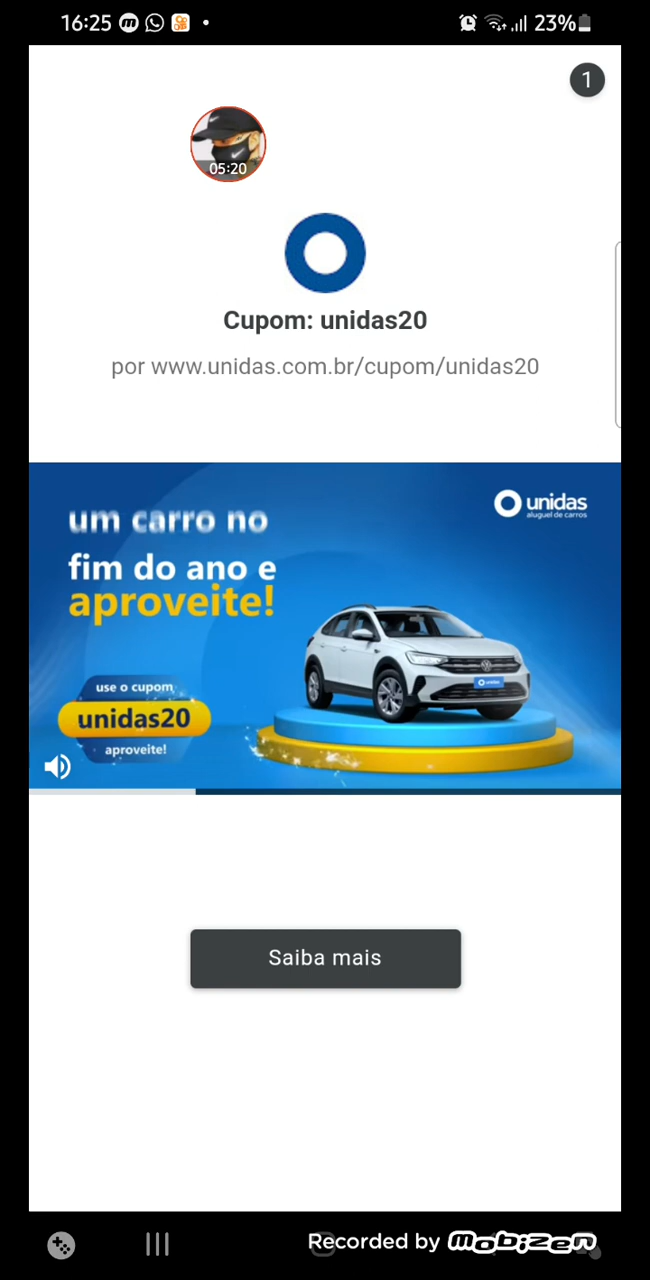 16:25
23%
1
05:20
Cupom: unidas20
por www.unidas.com.br/cupom/unidas20
unidas
aluguel de carros
um carro no
fim do ano e
aproveite!
use o cupom
unidas20
aproveite!
unidas
Saiba mais
Recorded by Mobizen